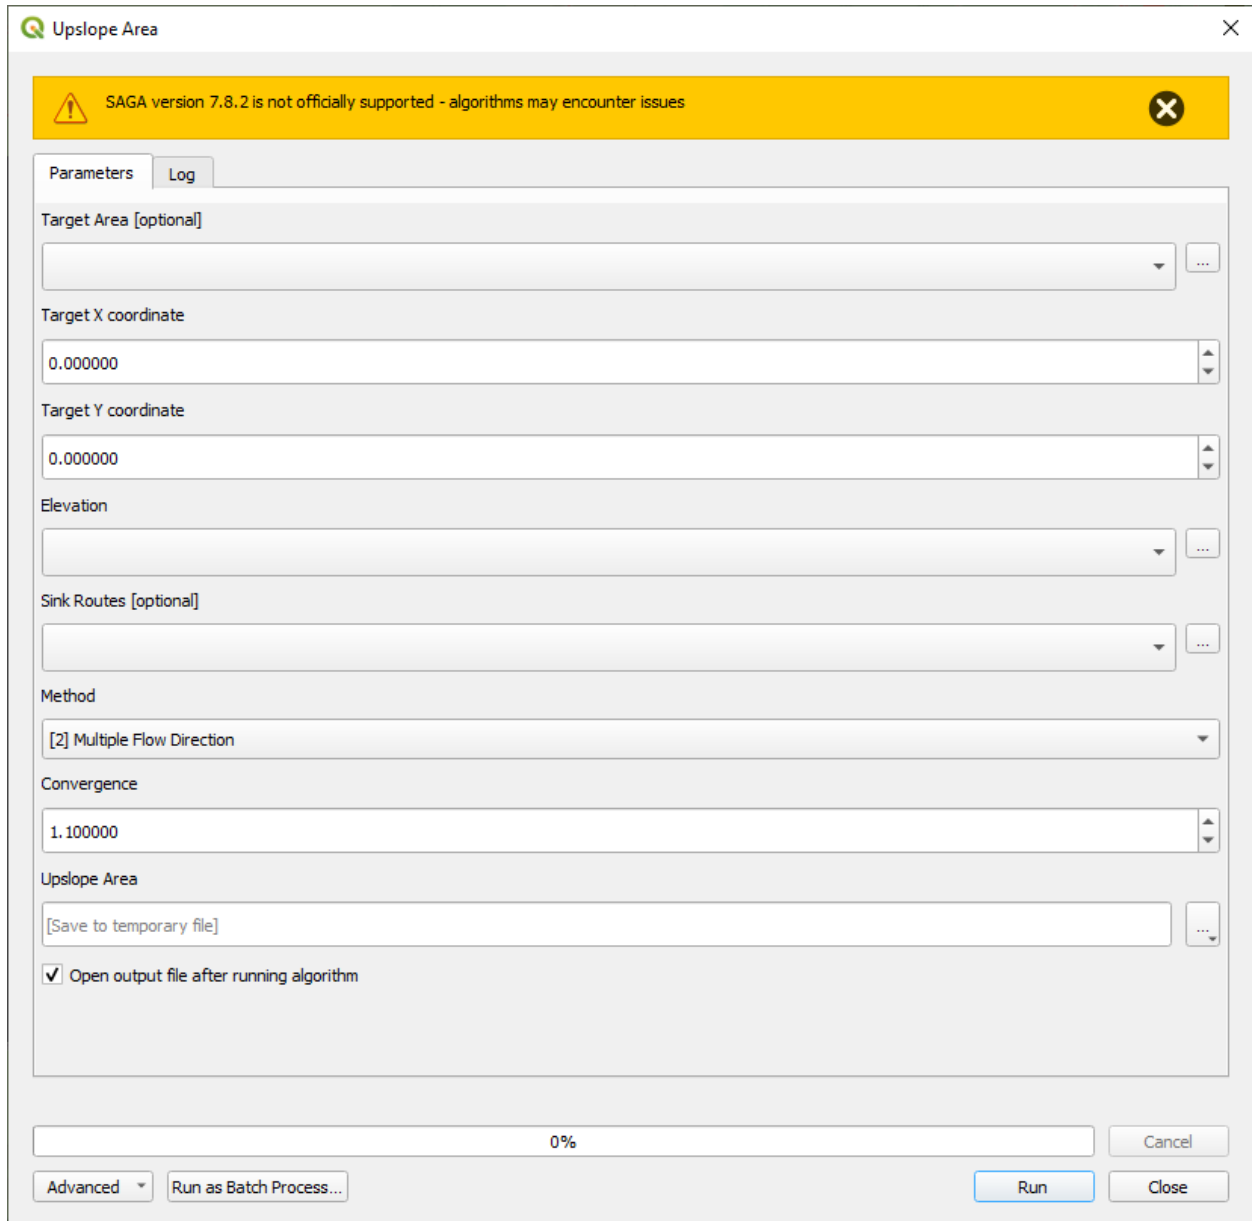 Upslope Area
SAGA version 7.8.2 is not officially supported - algorithms may encounter issues
Parameters
Log
Target Area [optional]
...
Target X coordinate
0.000000
Target Y coordinate
0.000000
Elevation
...
Sink Routes [optional]
...
Method
[2] Multiple Flow Direction
Convergence
1.100000
Upslope Area
[Save to temporary file]
...
Open output file after running algorithm
0%
Cancel
Advanced
Run as Batch Process...
Run
Close